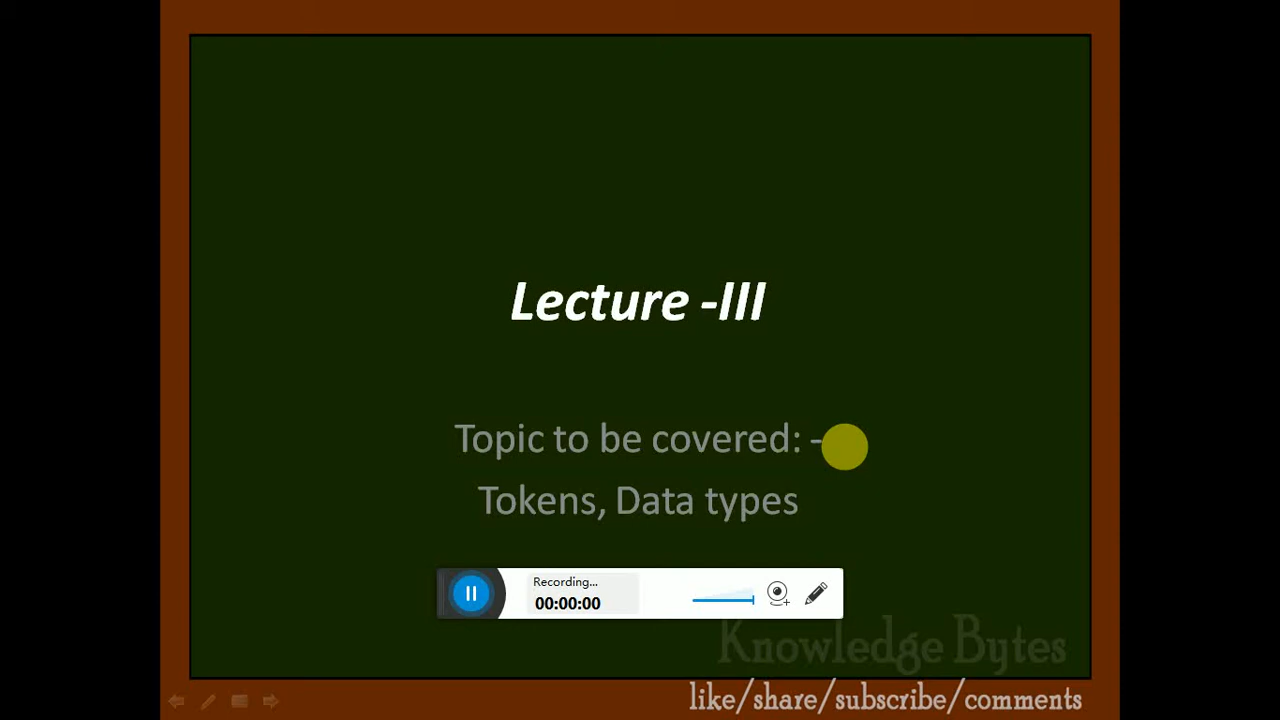 Lecture -III
Topic to be covered: -
Tokens, Data types
Recording...
00:00:00
Knowledge Bytes
like/share/subscribe/comments